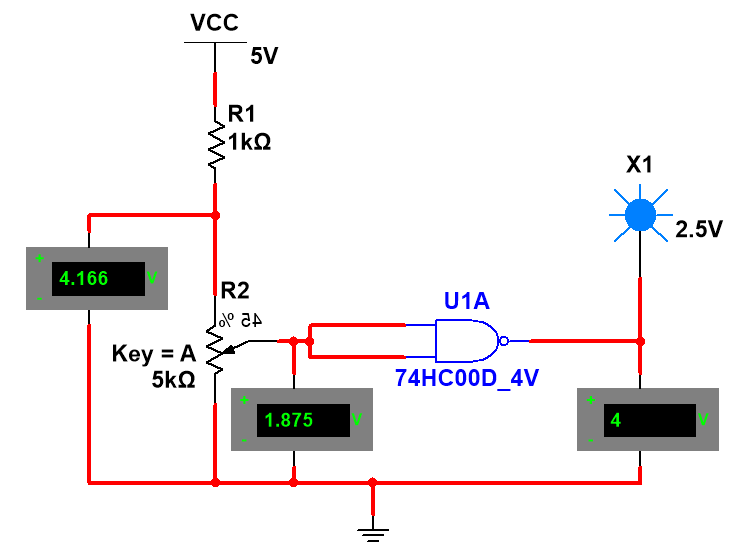 VCC
5V
R1
1kΩ
X1
2.5V
+
4.166 V
-
R2
45 %
Key = A
5kΩ
U1A
74HC00D_4V
+
1.875 V
-
+
4 V
-